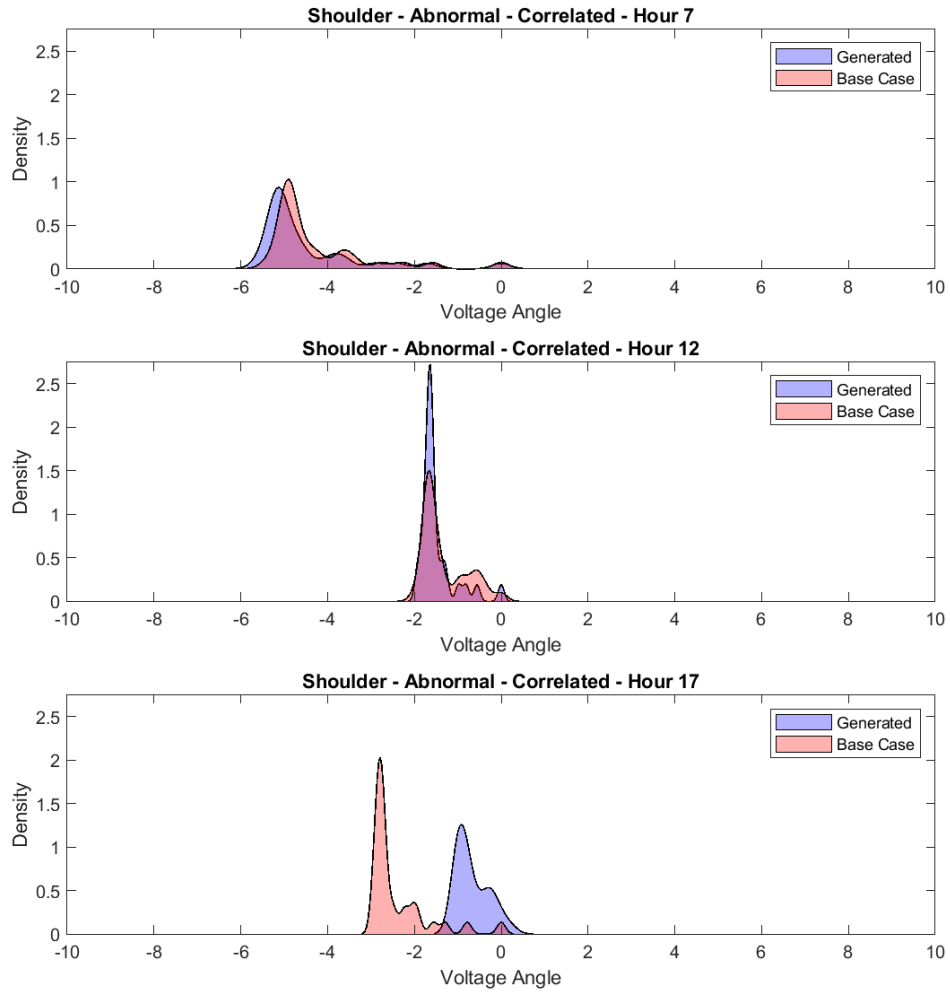 Shoulder - Abnormal - Correlated - Hour 7
2.5
2
1.5
1
0.5
0
Density
Generated
Base Case
-10 -8 -6 -4 -2 0 2 4 6 8 10
Voltage Angle
Shoulder - Abnormal - Correlated - Hour 12
2.5
2
1.5
1
0.5
0
Density
Generated
Base Case
-10 -8 -6 -4 -2 0 2 4 6 8 10
Voltage Angle
Shoulder - Abnormal - Correlated - Hour 17
2.5
2
1.5
1
0.5
0
Density
Generated
Base Case
-10 -8 -6 -4 -2 0 2 4 6 8 10
Voltage Angle